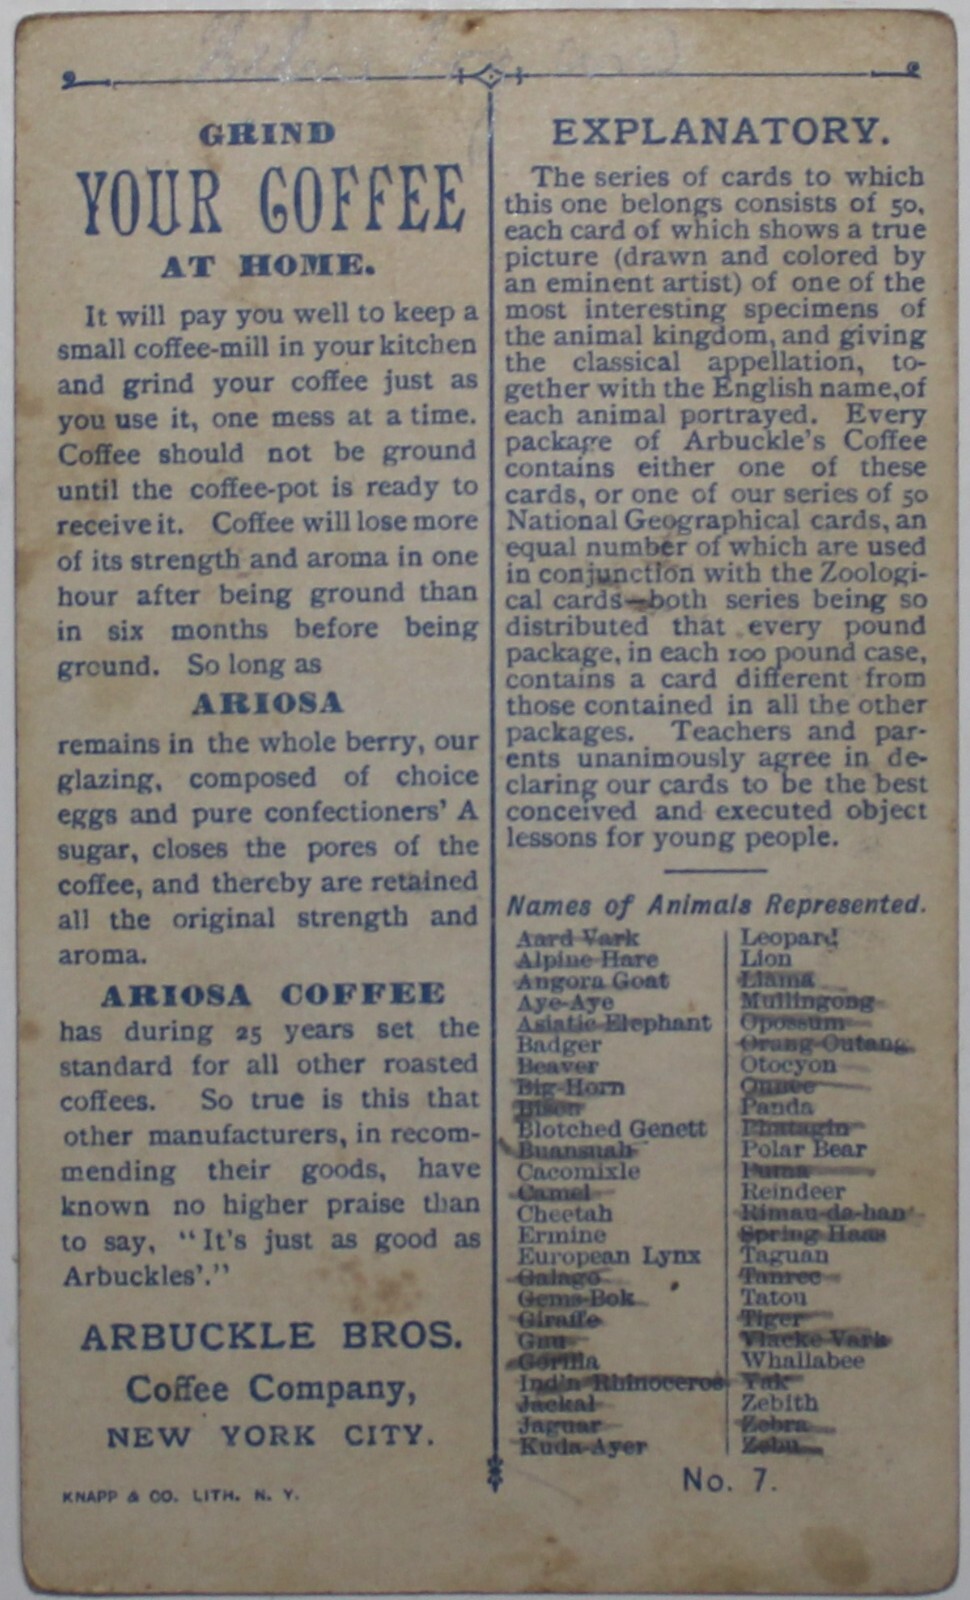 GRIND
YOUR COFFEE
AT HOME.
It will pay you well to keep a
small coffee-mill in your kitchen
and grind your coffee just as
you use it, one mess at a time.
Coffee should not be ground
until the coffee-pot is ready to
receive it. Coffee will lose more
of its strength and aroma in one
hour after being ground than
in six months before being
ground. So long as
ARIOSA
remains in the whole berry, our
glazing, composed of choice
eggs and pure confectioners' A
sugar, closes the pores of the
coffee, and thereby are retained
all the original strength and
aroma.
ARIOSA COFFEE
has during 25 years set the
standard for all other roasted
coffees. So true is this that
other manufacturers, in recom-
mending their goods, have
known no higher praise than
to say, "It's just as good as
Arbuckles'."
ARBUCKLE BROS.
Coffee Company,
NEW YORK CITY.
KNAPP & CO. LITH. N. Y.
EXPLANATORY.
The series of cards to which
this one belongs consists of 50,
each card of which shows a true
picture (drawn and colored by
an eminent artist) of one of the
most interesting specimens of
the animal kingdom, and giving
the classical appellation, to-
gether with the English name, of
each animal portrayed. Every
package of Arbuckle's Coffee
contains either one of these
cards, or one of our series of 50
National Geographical cards, an
equal number of which are used
in conjunction with the Zoologi-
cal cards—both series being so
distributed that every pound
package, in each 100 pound case,
contains a card different from
those contained in all the other
packages. Teachers and par-
ents unanimously agree in de-
claring our cards to be the best
conceived and executed object
lessons for young people.
Names of Animals Represented.
Aard Vark
Alpine Hare
Angora Goat
Aye-Aye
Asiatic Elephant
Badger
Beaver
Big-Horn
Bison
Blotched Genett
Buansuah
Cacomixle
Camel
Cheetah
Ermine
European Lynx
Galago
Gems-Bok
Giraffe
Gnu
Gorilla
Ind'n Rhinoceros
Jackal
Jaguar
Kuda-Ayer
Leopard
Lion
Llama
Mullingong
Opossum
Orang-Outang
Otocyon
Ounce
Panda
Phatagin
Polar Bear
Puma
Reindeer
Rimau-da-han
Spring Haas
Taguan
Tanrec
Tatou
Tiger
Vlacke Vark
Whallabee
Yak
Zebith
Zebra
Zebu
No. 7.